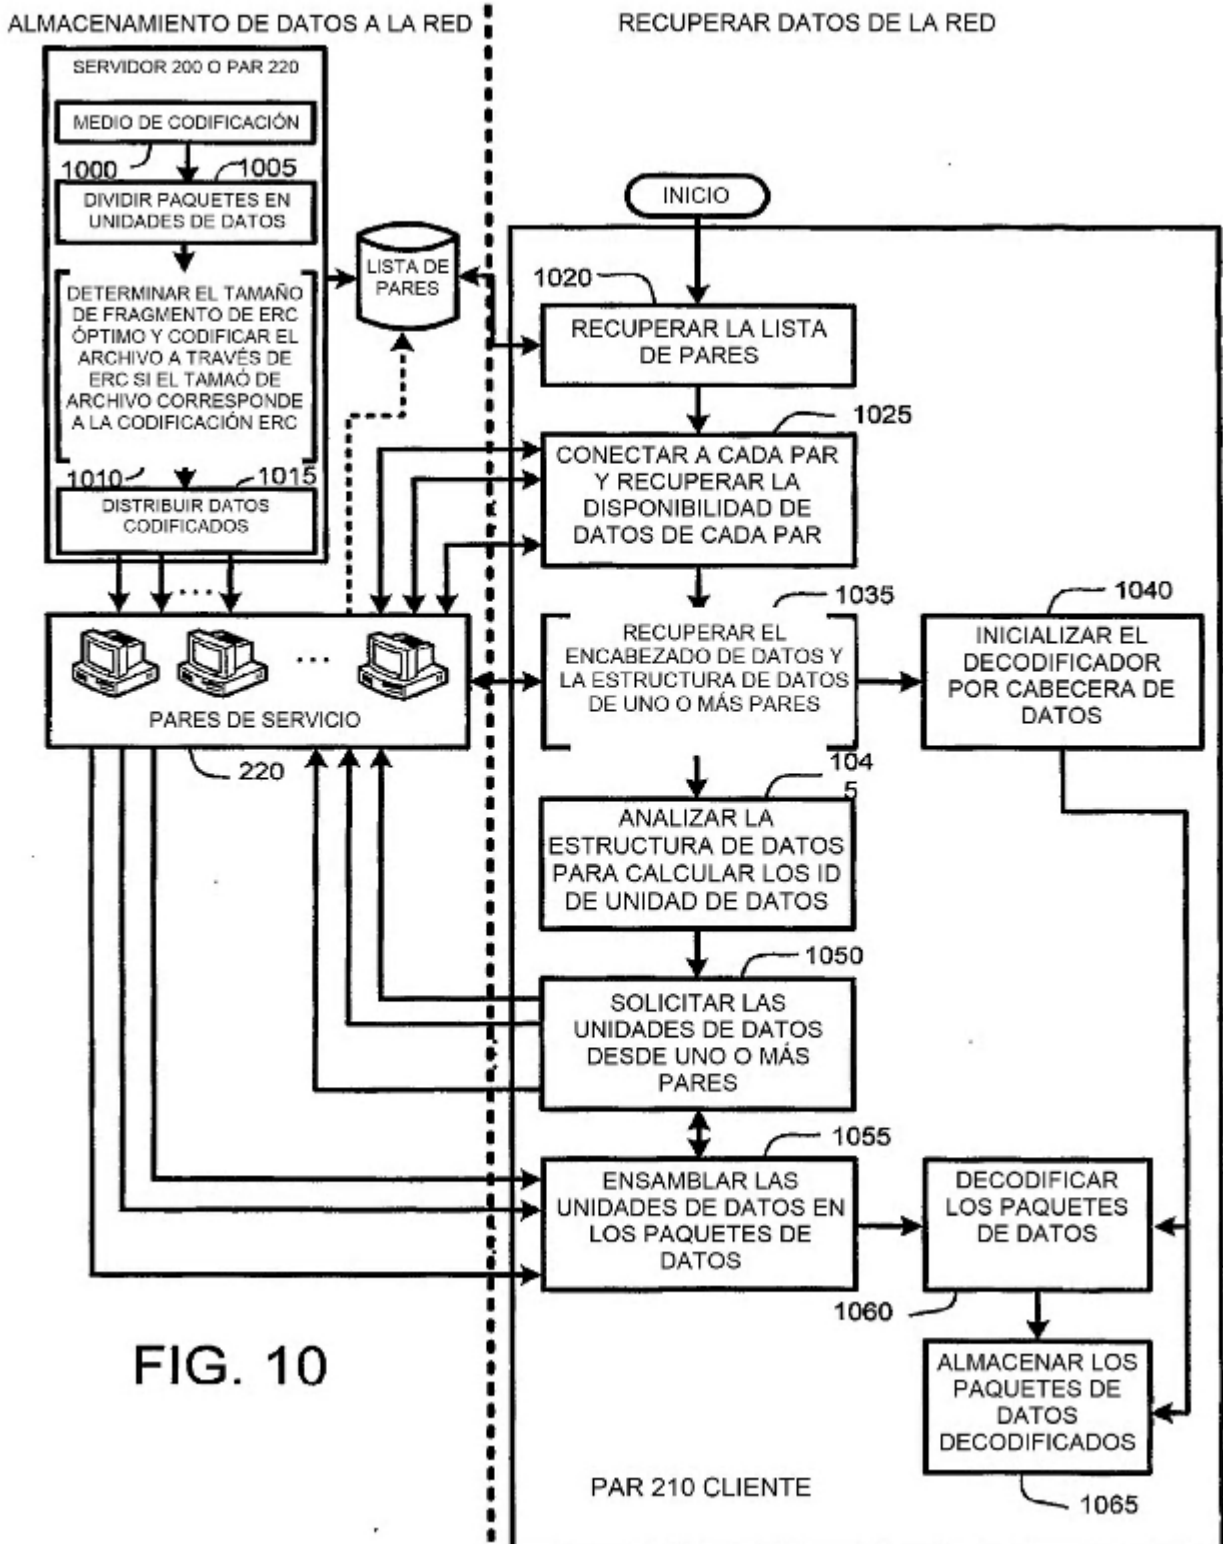 ALMACENAMIENTO DE DATOS A LA RED
RECUPERAR DATOS DE LA RED
SERVIDOR 200 O PAR 220
MEDIO DE CODIFICACIÓN
1000
1005
DIVIDIR PAQUETES EN
UNIDADES DE DATOS
DETERMINAR EL TAMAÑO
DE FRAGMENTO DE ERC
ÓPTIMO Y CODIFICAR EL
ARCHIVO A TRAVÉS DE
ERC SI EL TAMAÓ DE
ARCHIVO CORRESPONDE
A LA CODIFICACIÓN ERC
1010
1015
DISTRIBUIR DATOS
CODIFICADOS
...
LISTA DE
PARES
...
PARES DE SERVICIO
220
INICIO
1020
RECUPERAR LA LISTA
DE PARES
1025
CONECTAR A CADA PAR
Y RECUPERAR LA
DISPONIBILIDAD DE
DATOS DE CADA PAR
1035
RECUPERAR EL
ENCABEZADO DE DATOS Y
LA ESTRUCTURA DE DATOS
DE UNO O MÁS PARES
1040
INICIALIZAR EL
DECODIFICADOR
POR CABECERA DE
DATOS
104
5
ANALIZAR LA
ESTRUCTURA DE DATOS
PARA CALCULAR LOS ID
DE UNIDAD DE DATOS
1050
SOLICITAR LAS
UNIDADES DE DATOS
DESDE UNO O MÁS
PARES
1055
ENSAMBLAR LAS
UNIDADES DE DATOS EN
LOS PAQUETES DE
DATOS
DECODIFICAR
LOS PAQUETES
DE DATOS
1060
ALMACENAR LOS
PAQUETES DE
DATOS
DECODIFICADOS
1065
PAR 210 CLIENTE
FIG. 10